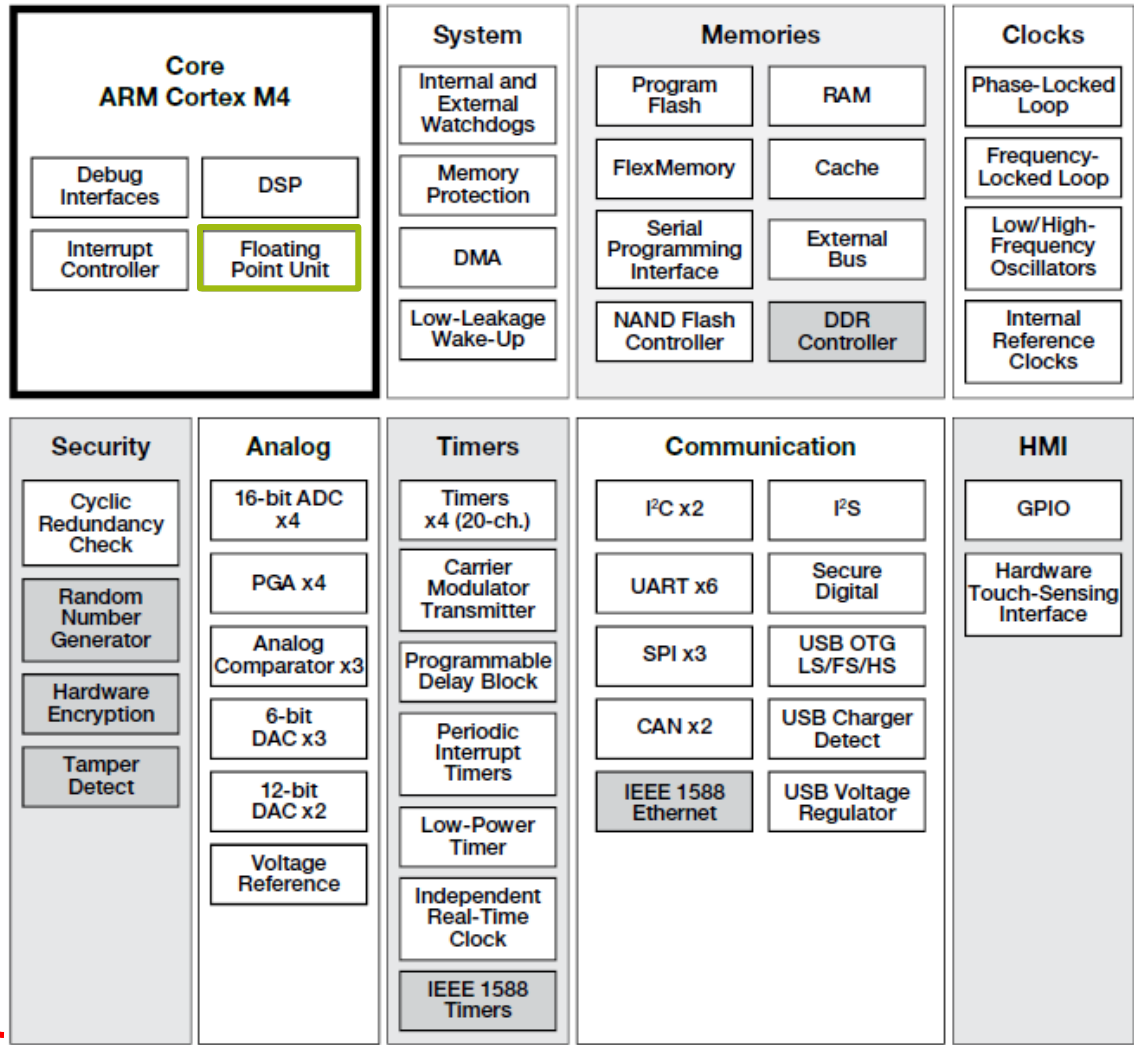 Core
ARM Cortex M4
Debug
Interfaces
DSP
Interrupt
Controller
Floating
Point Unit
System
Internal and
External
Watchdogs
Memory
Protection
DMA
Low-Leakage
Wake-Up
Memories
Program
Flash
RAM
FlexMemory
Cache
Serial
Programming
Interface
External
Bus
NAND Flash
Controller
DDR
Controller
Clocks
Phase-Locked
Loop
Frequency-
Locked Loop
Low/High-
Frequency
Oscillators
Internal
Reference
Clocks
Security
Cyclic
Redundancy
Check
Random
Number
Generator
Hardware
Encryption
Tamper
Detect
Analog
16-bit ADC
x4
PGA x4
Analog
Comparator x3
6-bit
DAC x3
12-bit
DAC x2
Voltage
Reference
Timers
Timers
x4 (20-ch.)
Carrier
Modulator
Transmitter
Programmable
Delay Block
Periodic
Interrupt
Timers
Low-Power
Timer
Independent
Real-Time
Clock
IEEE 1588
Timers
Communication
I²C x2
I²S
UART x6
Secure
Digital
SPI x3
USB OTG
LS/FS/HS
CAN x2
USB Charger
Detect
IEEE 1588
Ethernet
USB Voltage
Regulator
HMI
GPIO
Hardware
Touch-Sensing
Interface